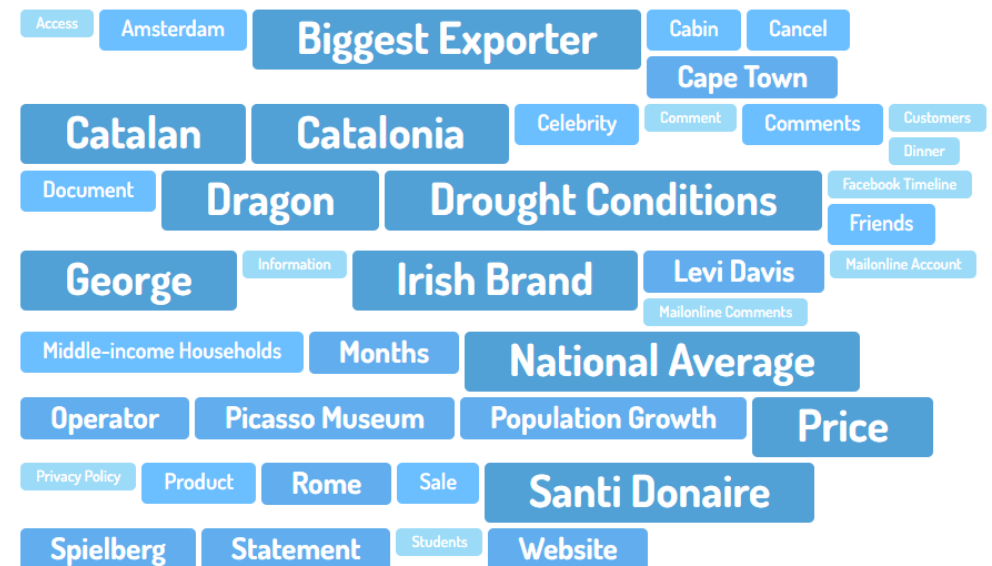 Access Amsterdam Biggest Exporter Cabin Cancel
Cape Town
Catalan Catalonia Celebrity Comment Comments Customers
Dinner
Document Dragon Drought Conditions Facebook Timeline
Friends
George Information Irish Brand Levi Davis Mailonline Account
Mailonline Comments
Middle-income Households Months National Average
Operator Picasso Museum Population Growth Price
Privacy Policy Product Rome Sale Santi Donaire
Spielberg Statement Students Website